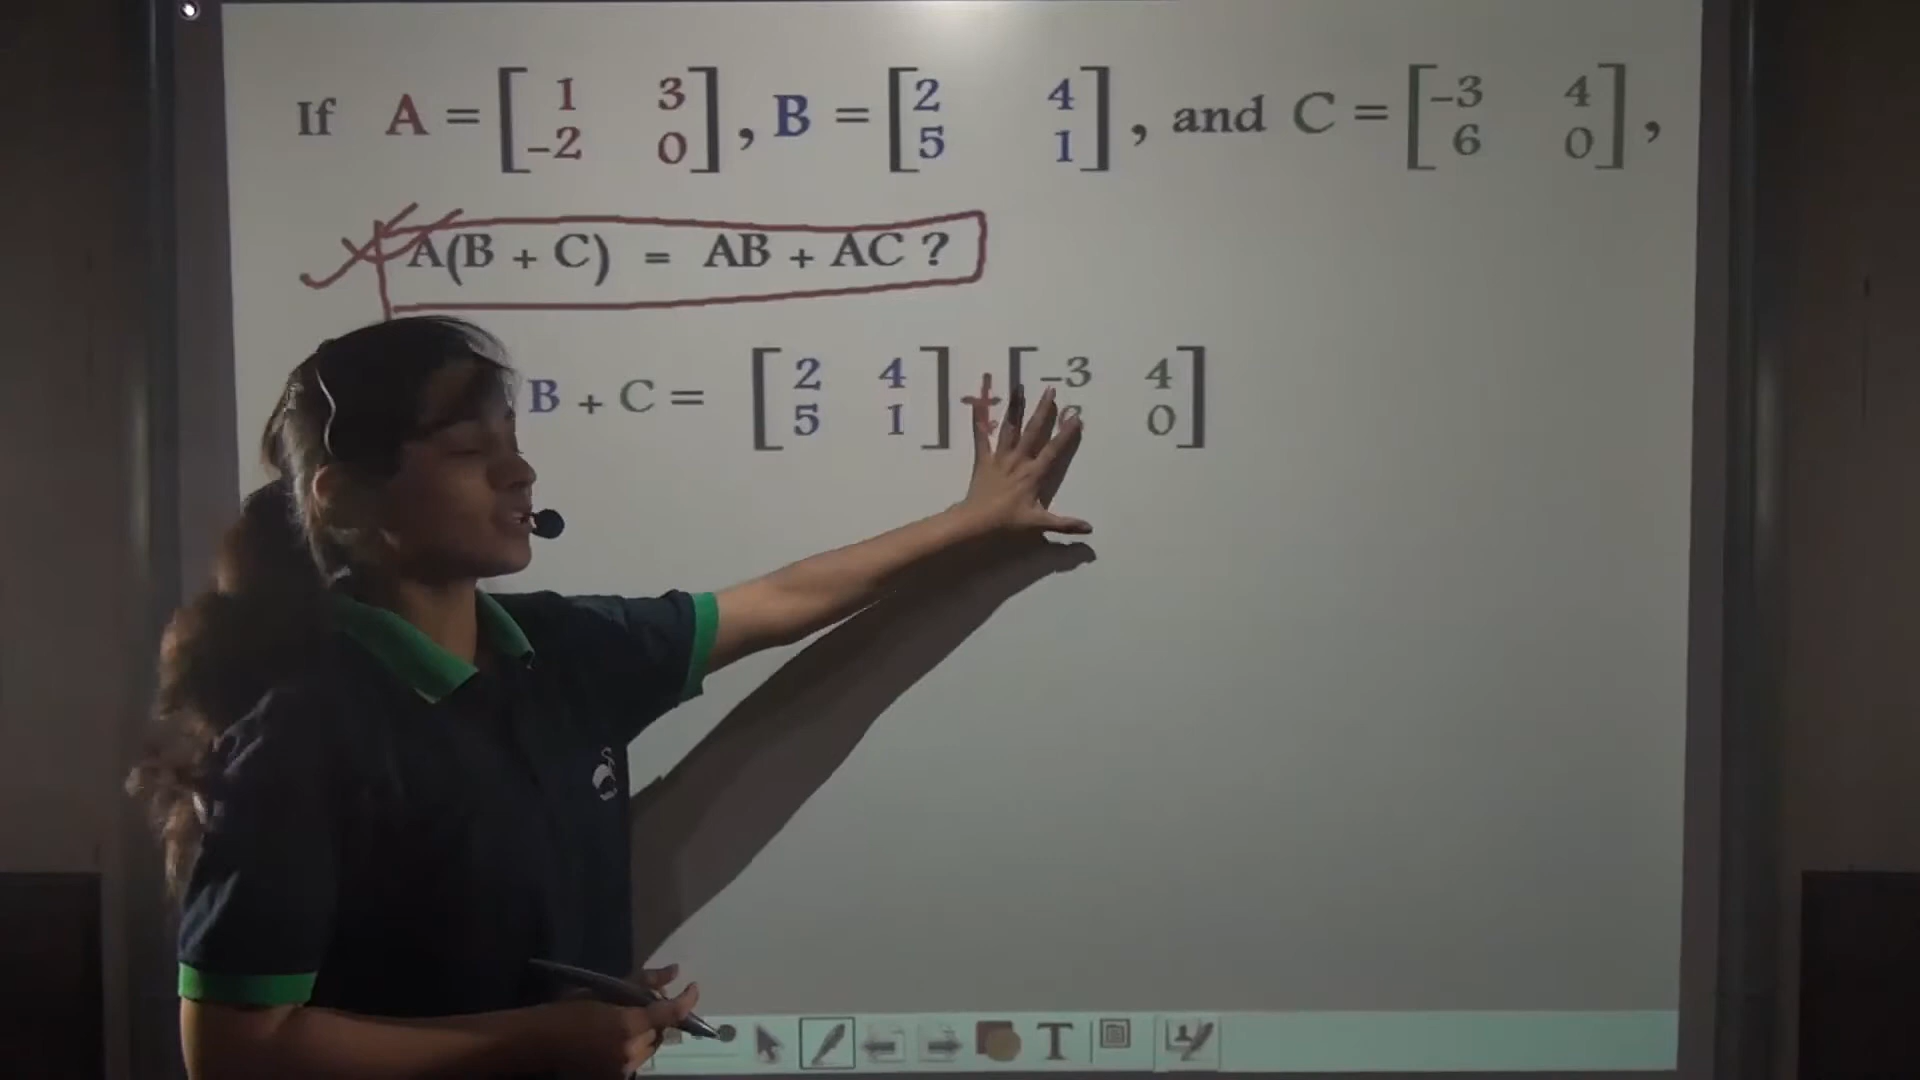 If A = [ 1 3 ], B = [ 2 4 ], and C = [ -3 4 ],
-2 0 5 1 6 0
A(B + C) = AB + AC ?
B + C = [ 2 4 ] + [ -3 4 ]
5 1 0
T